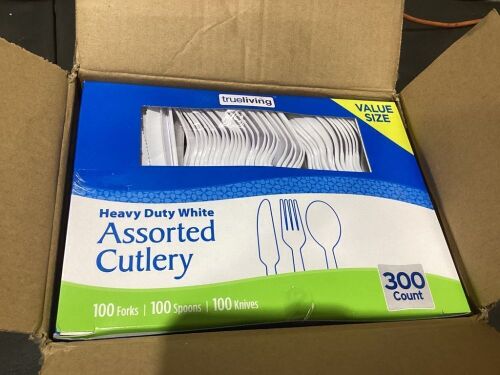 trueliving
VALUE
SIZE
Heavy Duty White
Assorted
Cutlery
100 Forks | 100 Spoons | 100 Knives
300
Count